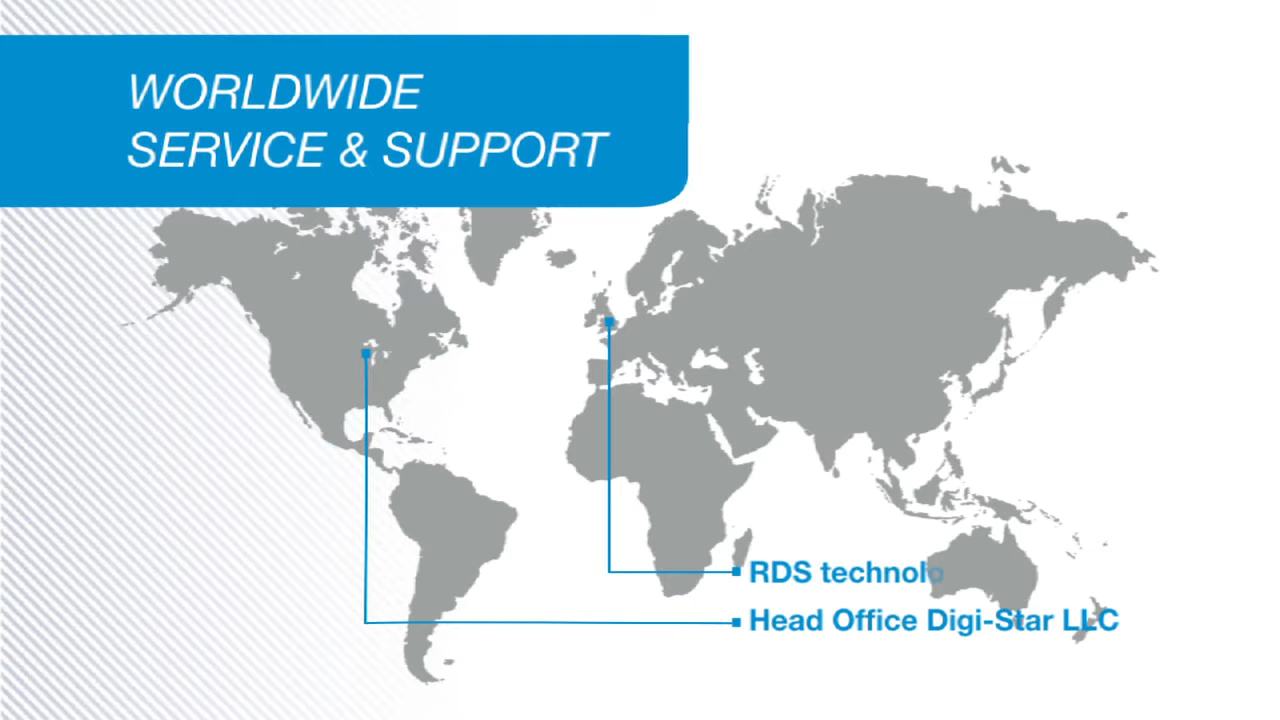 WORLDWIDE
SERVICE & SUPPORT
RDS technolo
Head Office Digi-Star LLC